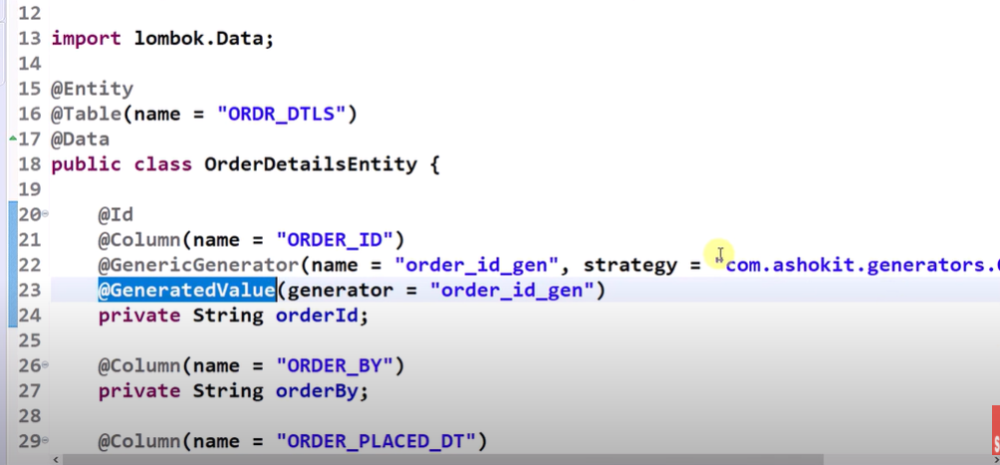 12
13 import lombok.Data;
14
15 @Entity
16 @Table(name = "ORDR_DTLS")
17 @Data
18 public class OrderDetailsEntity {
19
20 @Id
21 @Column(name = "ORDER_ID")
22 @GenericGenerator(name = "order_id_gen", strategy = "com.ashokit.generators.
23 @GeneratedValue(generator = "order_id_gen")
24 private String orderId;
25
26 @Column(name = "ORDER_BY")
27 private String orderBy;
28
29 @Column(name = "ORDER_PLACED_DT")